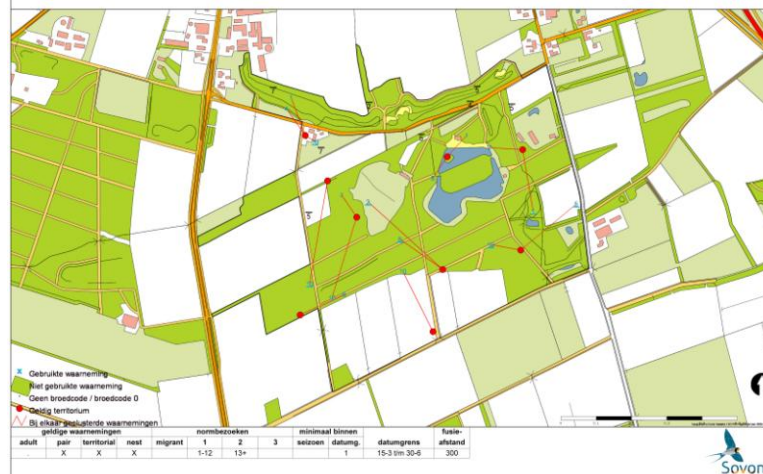 Gebruikte waarneming
Niet gebruikte waarneming
Geen broedcode / broedcode 0
Geldig territorium
Bij elkaar geplusterde waarnemingen
geldige waarnemingen normbezoeken minimaal binnen fusie-
adult pair territorial nest migrant 1 2 3 seizoen datumg. datumgrens afstand
. X X X 1-12 13+ 1 15-3 t/m 30-6 300
Sovon